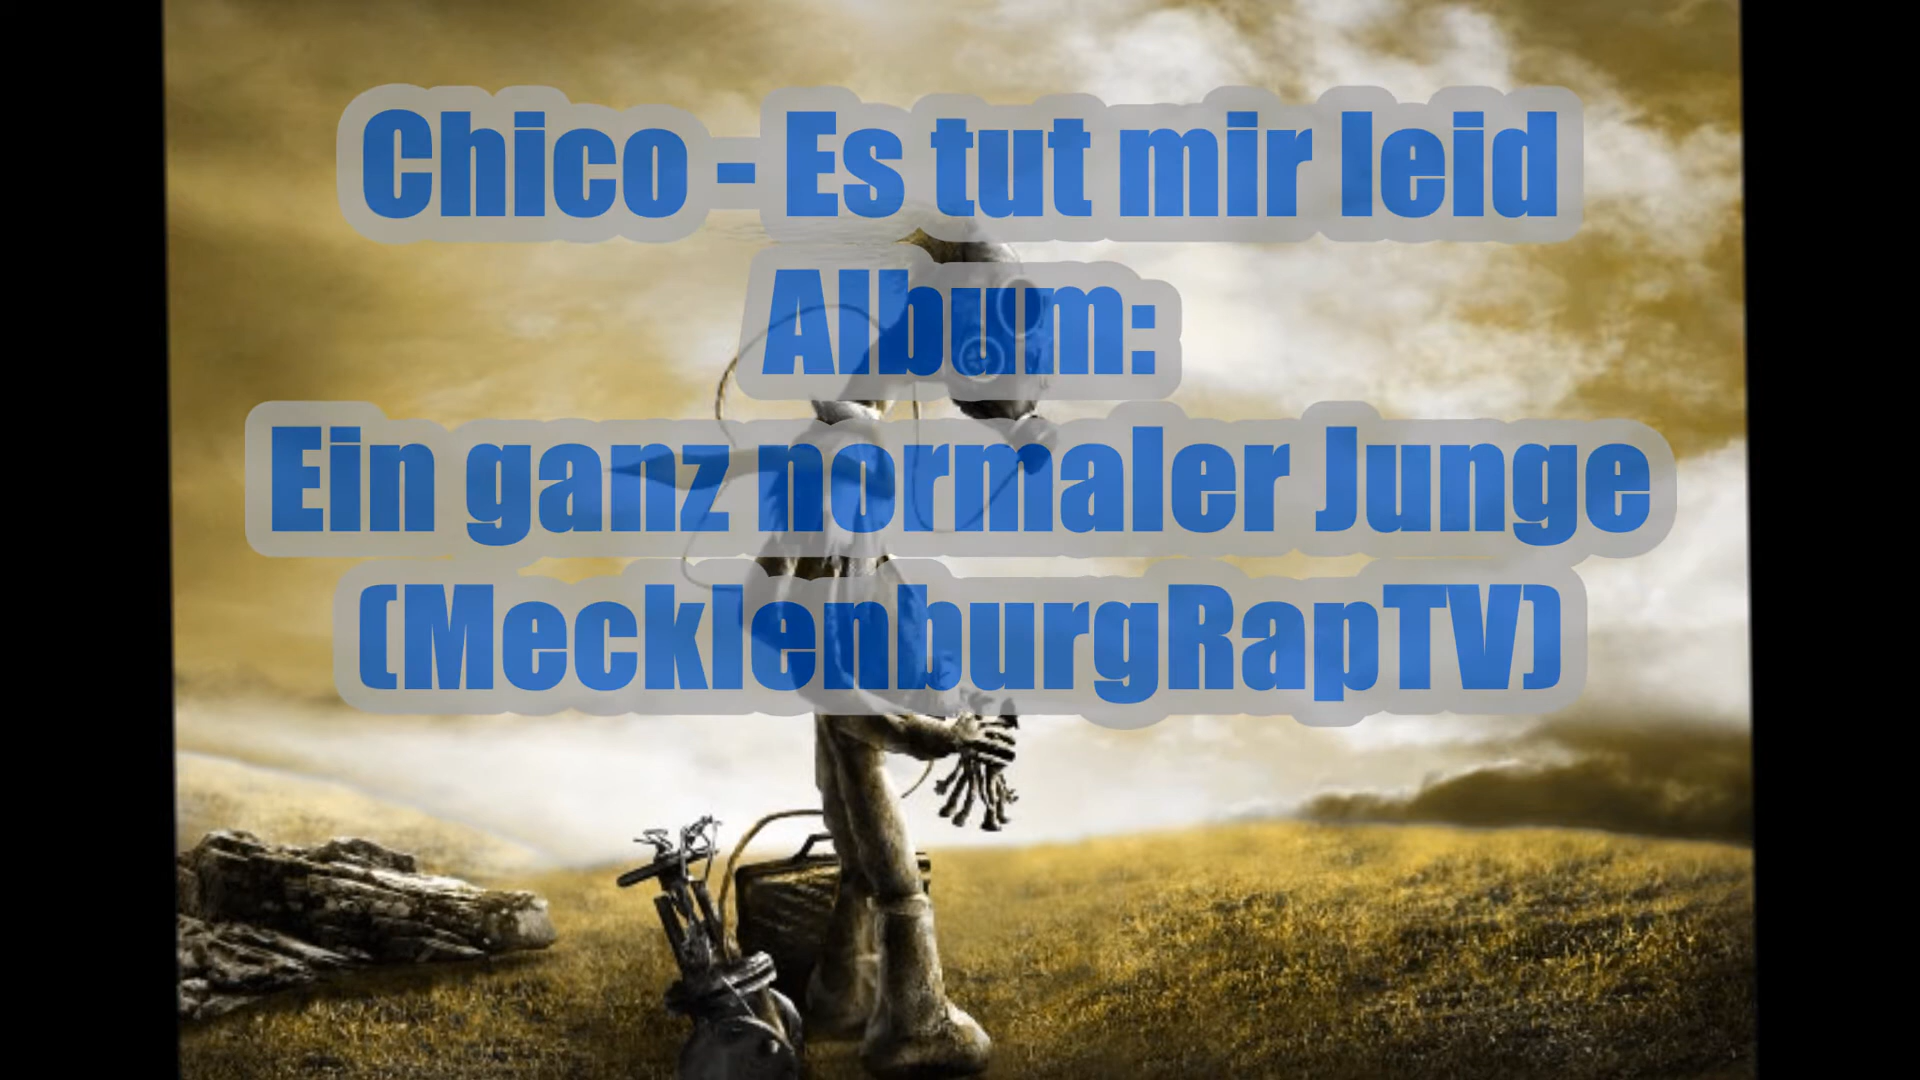 Chico - Es tut mir leid
Album:
Ein ganz normaler Junge
(MecklenburgRapTV)